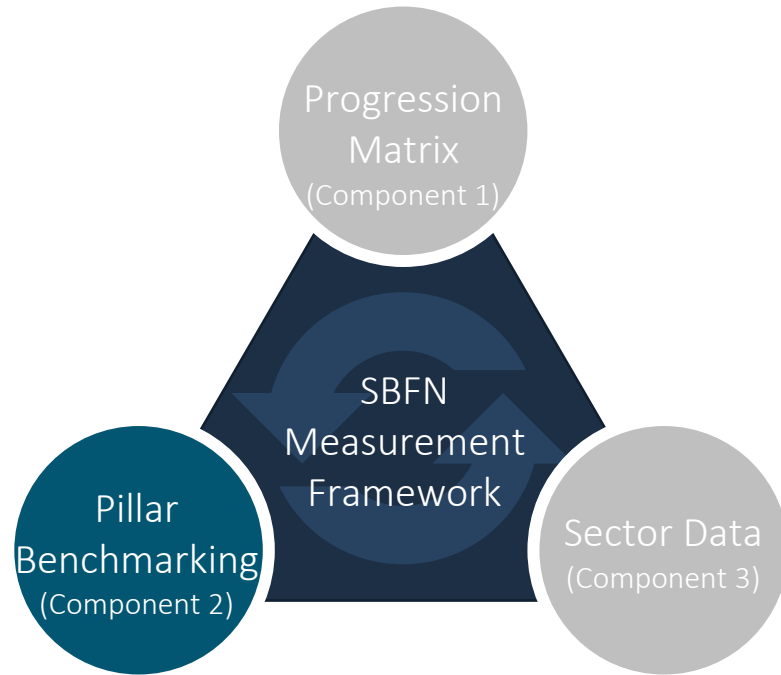 Progression
Matrix
(Component 1)
SBFN
Measurement
Framework
Pillar
Benchmarking
(Component 2)
Sector Data
(Component 3)